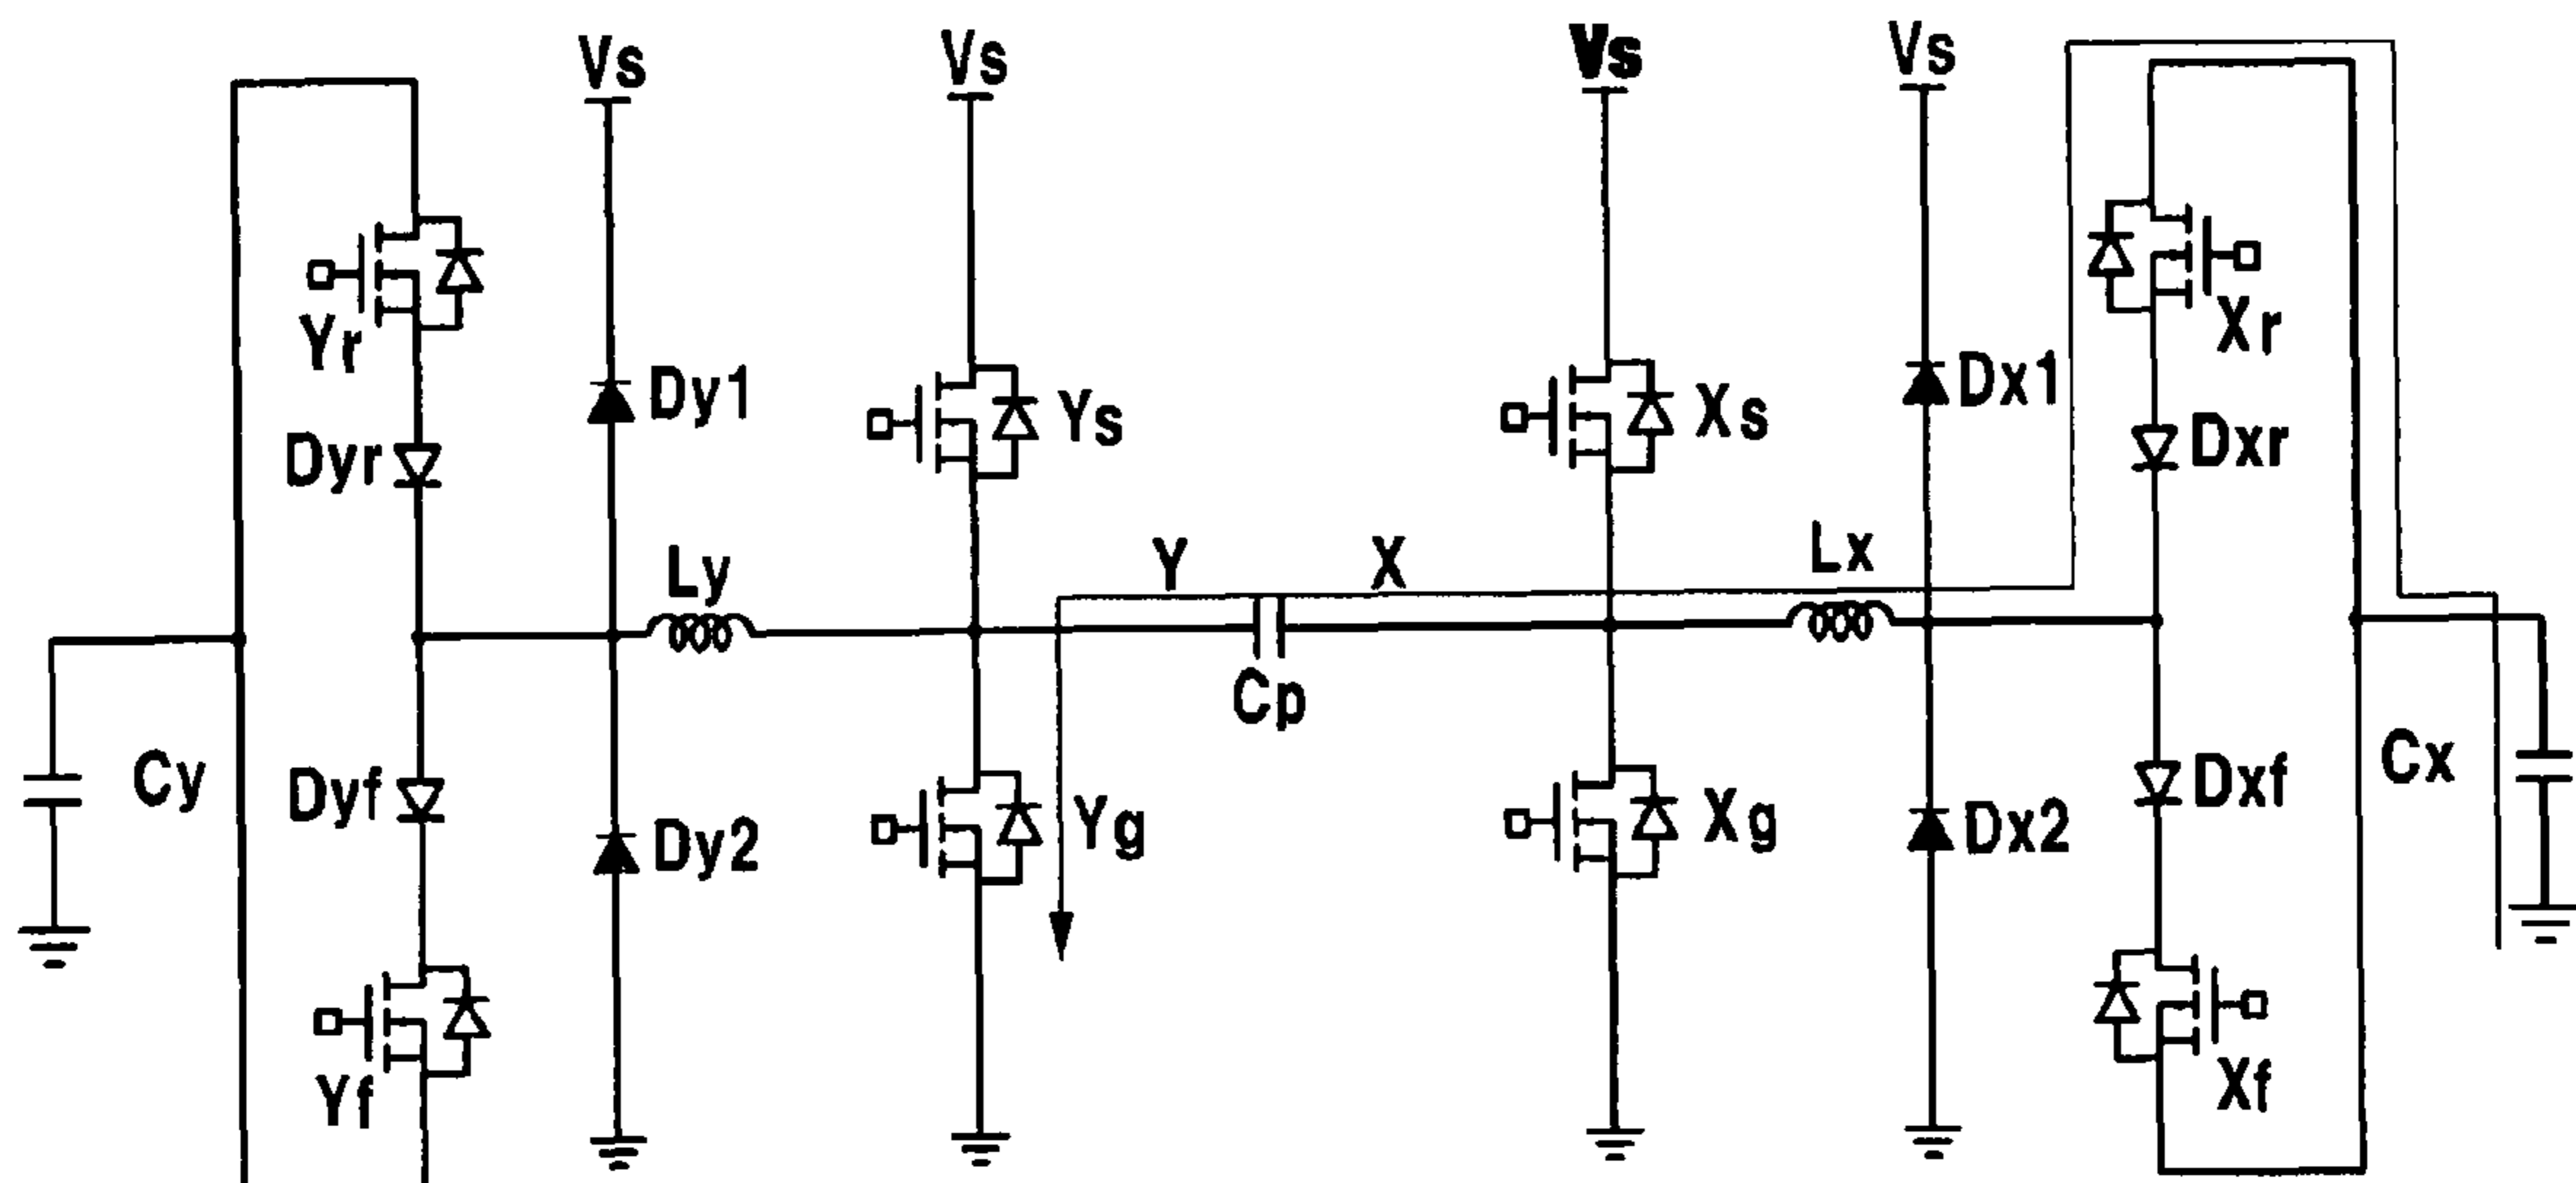 Vs
Vs
Vs
Vs
Yr
Xr
Dy1
Ys
Xs
Dx1
Dyr
Dxr
Ly
Y
X
Lx
Cp
Cy
Dyf
Dy2
Yg
Xg
Dx2
Dxf
Cx
Yf
Xf